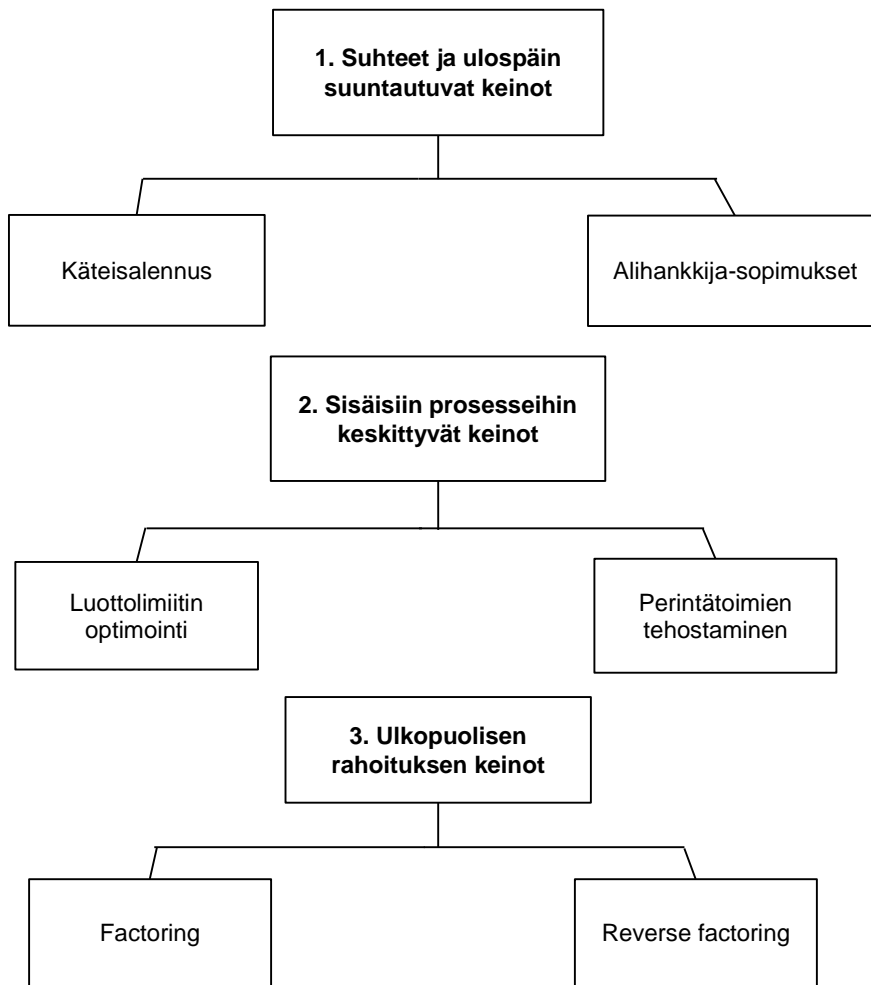 1. Suhteet ja ulospäin
suuntautuvat keinot
Käteisalennus
Alihankkija-sopimukset
2. Sisäisiin prosesseihin
keskittyvät keinot
Luottolimiitin
optimointi
Perintätoimien
tehostaminen
3. Ulkopuolisen
rahoituksen keinot
Factoring
Reverse factoring